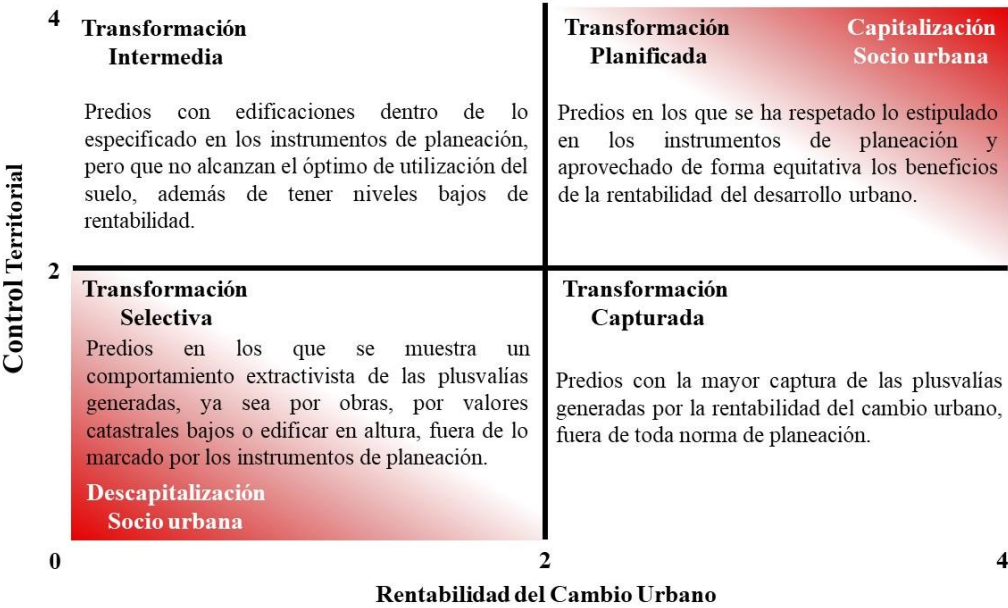 4
Transformación
Intermedia
Predios con edificaciones dentro de lo
especificado en los instrumentos de planeación,
pero que no alcanzan el óptimo de utilización del
suelo, además de tener niveles bajos de
rentabilidad.
Transformación
Planificada
Capitalización
Socio urbana
Predios en los que se ha respetado lo estipulado
en los instrumentos de planeación y
aprovechado de forma equitativa los beneficios
de la rentabilidad del desarrollo urbano.
Control Territorial
2
Transformación
Selectiva
Predios en los que se muestra un
comportamiento extractivista de las plusvalías
generadas, ya sea por obras, por valores
catastrales bajos o edificar en altura, fuera de lo
marcado por los instrumentos de planeación.
Descapitalización
Socio urbana
Transformación
Capturada
Predios con la mayor captura de las plusvalías
generadas por la rentabilidad del cambio urbano,
fuera de toda norma de planeación.
0
2
4
Rentabilidad del Cambio Urbano